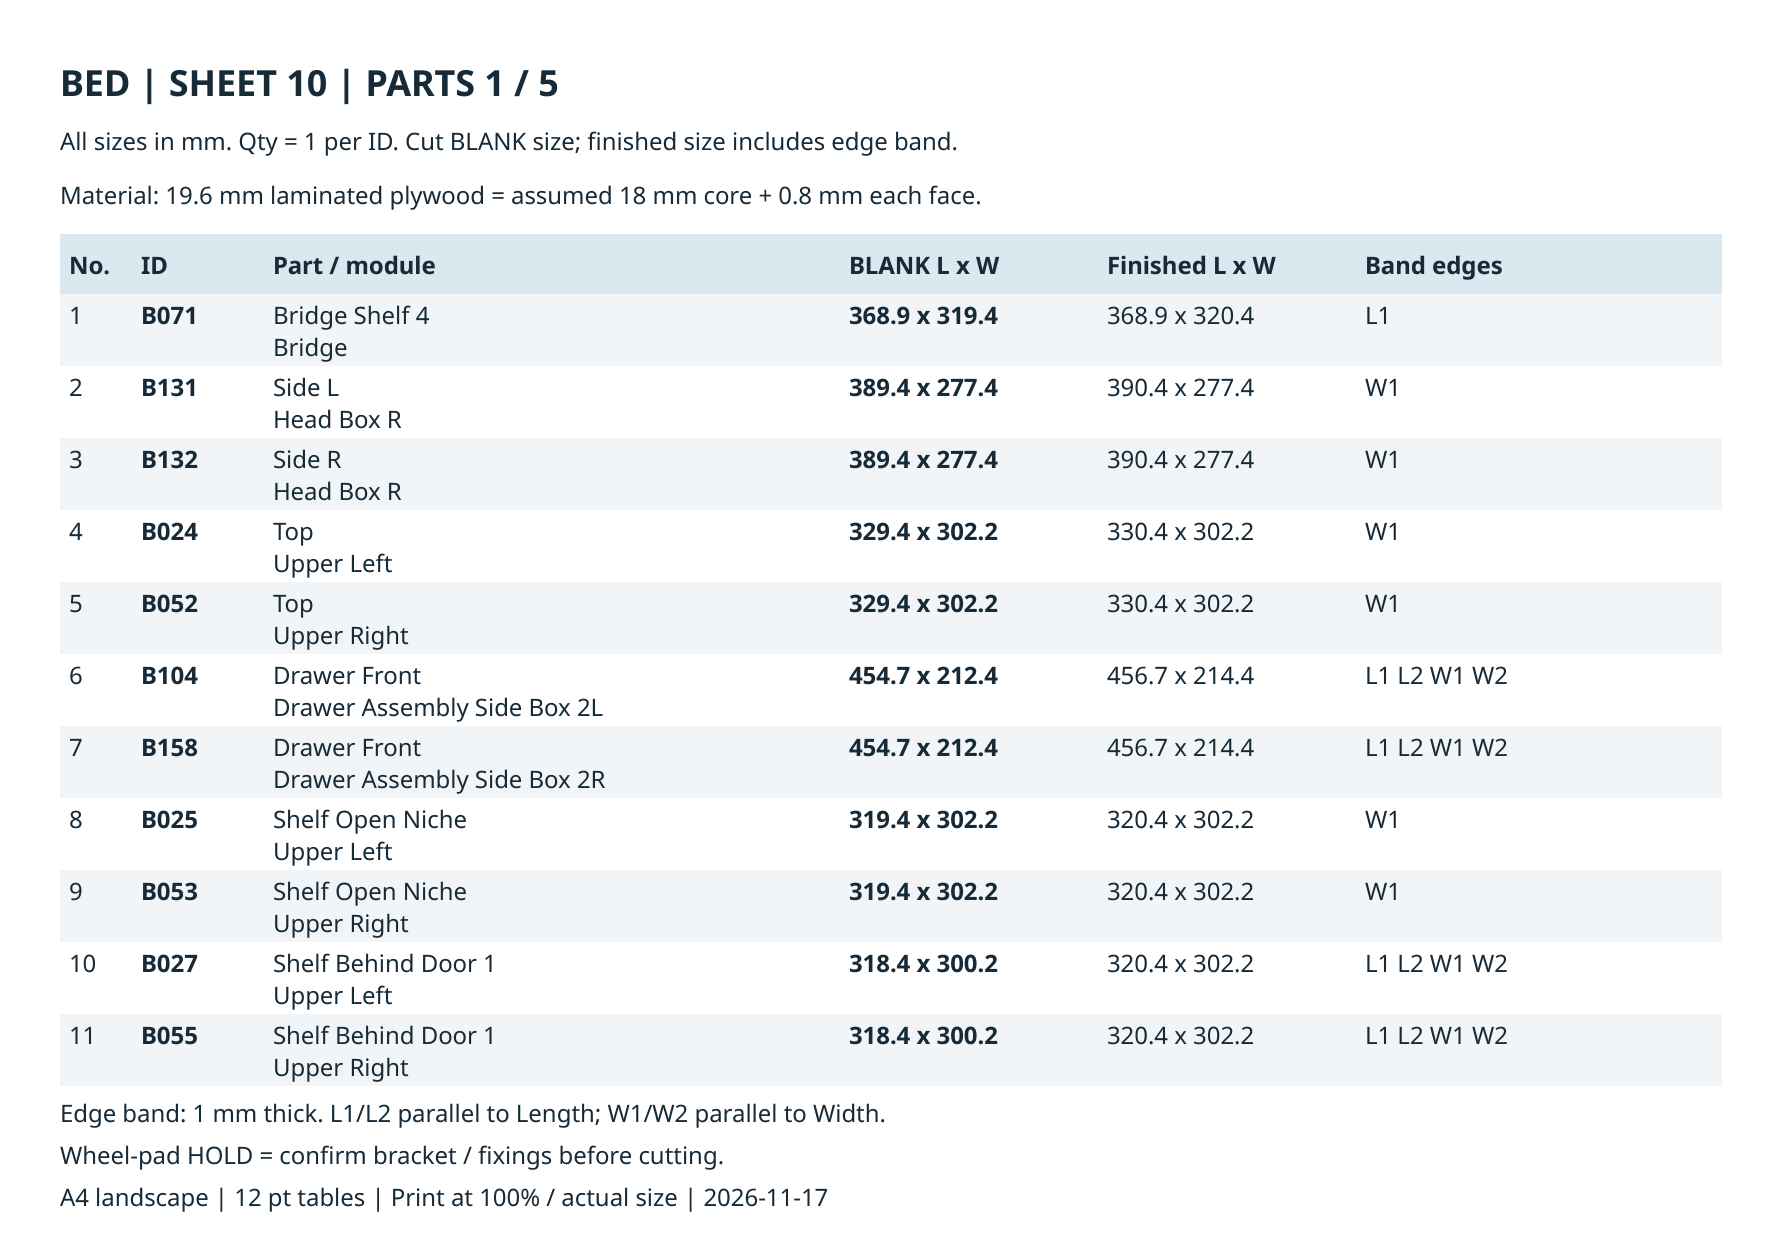 BED | SHEET 10 | PARTS 1 / 5
All sizes in mm. Qty = 1 per ID. Cut BLANK size; finished size includes edge band.
Material: 19.6 mm laminated plywood = assumed 18 mm core + 0.8 mm each face.
No. ID Part / module BLANK L x W Finished L x W Band edges
1 B071 Bridge Shelf 4 368.9 x 319.4 368.9 x 320.4 L1
Bridge
2 B131 Side L 389.4 x 277.4 390.4 x 277.4 W1
Head Box R
3 B132 Side R 389.4 x 277.4 390.4 x 277.4 W1
Head Box R
4 B024 Top 329.4 x 302.2 330.4 x 302.2 W1
Upper Left
5 B052 Top 329.4 x 302.2 330.4 x 302.2 W1
Upper Right
6 B104 Drawer Front 454.7 x 212.4 456.7 x 214.4 L1 L2 W1 W2
Drawer Assembly Side Box 2L
7 B158 Drawer Front 454.7 x 212.4 456.7 x 214.4 L1 L2 W1 W2
Drawer Assembly Side Box 2R
8 B025 Shelf Open Niche 319.4 x 302.2 320.4 x 302.2 W1
Upper Left
9 B053 Shelf Open Niche 319.4 x 302.2 320.4 x 302.2 W1
Upper Right
10 B027 Shelf Behind Door 1 318.4 x 300.2 320.4 x 302.2 L1 L2 W1 W2
Upper Left
11 B055 Shelf Behind Door 1 318.4 x 300.2 320.4 x 302.2 L1 L2 W1 W2
Upper Right
Edge band: 1 mm thick. L1/L2 parallel to Length; W1/W2 parallel to Width.
Wheel-pad HOLD = confirm bracket / fixings before cutting.
A4 landscape | 12 pt tables | Print at 100% / actual size | 2026-11-17